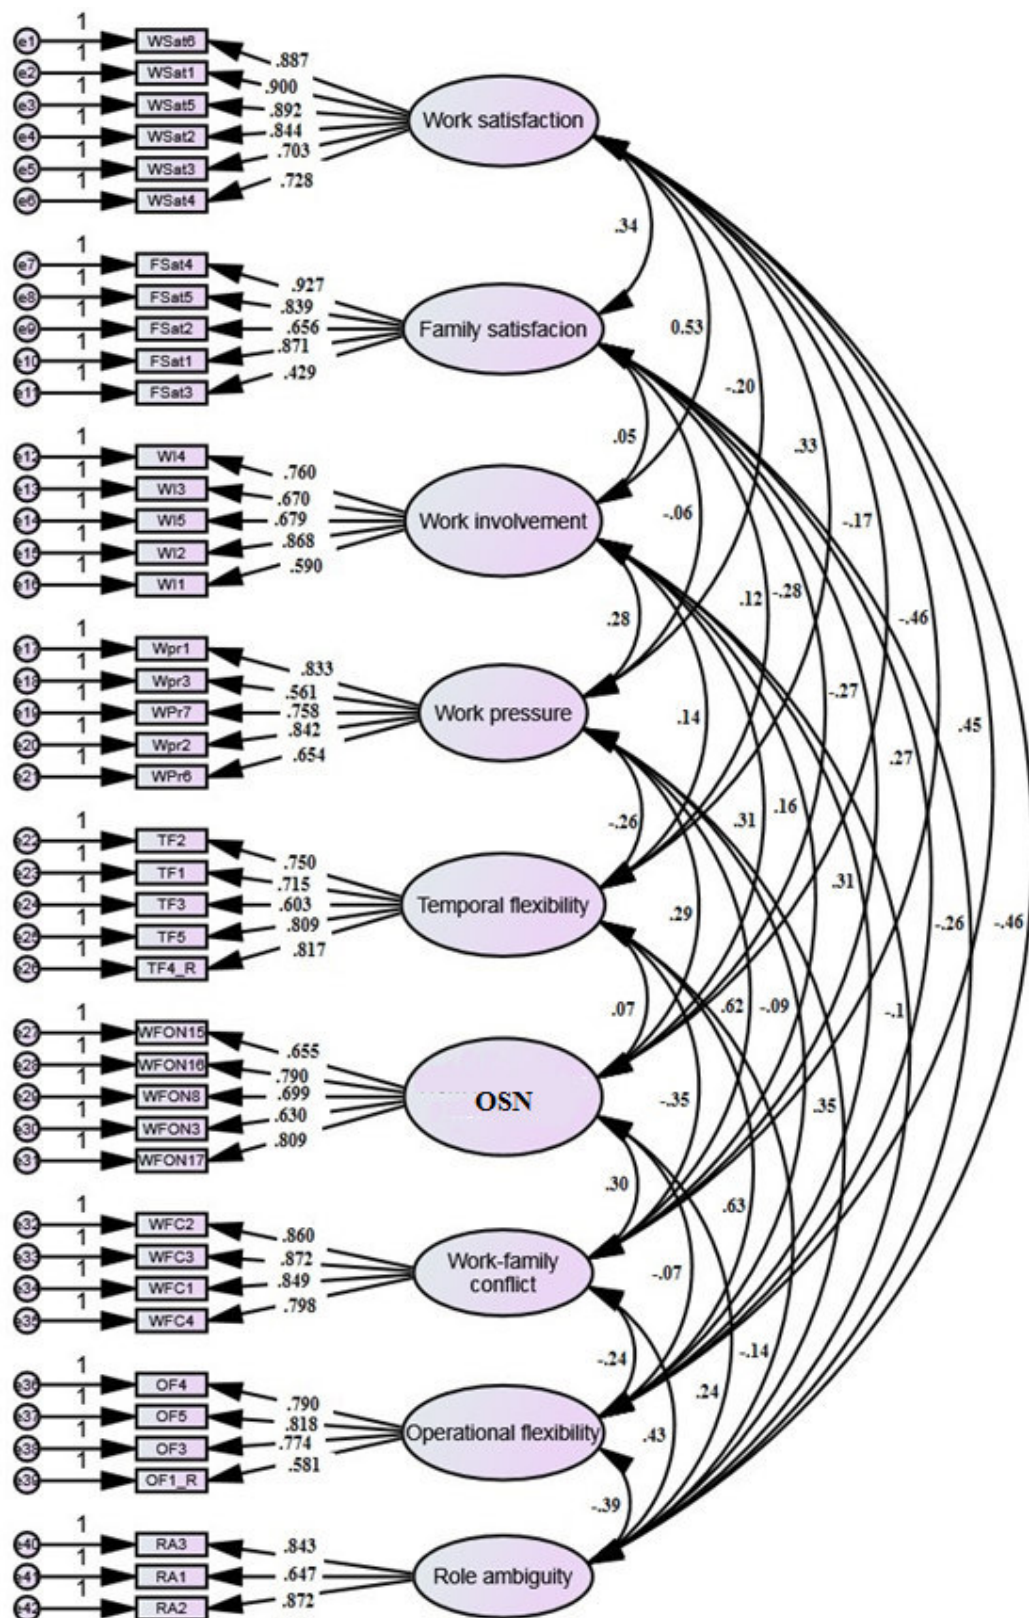 1
e1 WSat6 .887
1
e2 WSat1 .900
1
e3 WSat5 .892
1
e4 WSat2 .844
1
e5 WSat3 .703
1
e6 WSat4 .728
Work satisfaction
.34
1
e7 FSat4 .927
1
e8 FSat5 .839
1
e9 FSat2 .656
1
e10 FSat1 .871
1
e11 FSat3 .429
Family satisfacion
0.53
-.20
.05
.33
1
e12 WI4 .760
1
e13 WI3 .670
1
e14 WI5 .679
1
e15 WI2 .868
1
e16 WI1 .590
Work involvement
-.06
-.17
-.46
.12
-.28
.28
1
e17 Wpr1 .833
1
e18 Wpr3 .561
1
e19 WPr7 .758
1
e20 Wpr2 .842
1
e21 WPr6 .654
Work pressure
-.27
.14
.45
.27
.16
-.26
.31
1
e22 TF2 .750
1
e23 TF1 .715
1
e24 TF3 .603
1
e25 TF5 .809
1
e26 TF4_R .817
Temporal flexibility
.31
.29
-.26
-.46
.07
.62
-.09
-.1
1
e27 WFON15 .655
1
e28 WFON16 .790
1
e29 WFON8 .699
1
e30 WFON3 .630
1
e31 WFON17 .809
OSN
-.35
.35
.30
.63
1
e32 WFC2 .860
1
e33 WFC3 .872
1
e34 WFC1 .849
1
e35 WFC4 .798
Work-family
conflict
-.07
-.14
-.24
.24
1
e36 OF4 .790
1
e37 OF5 .818
1
e38 OF3 .774
1
e39 OF1_R .581
Operational flexibility
.43
-.39
1
e40 RA3 .843
1
e41 RA1 .647
1
e42 RA2 .872
Role ambiguity